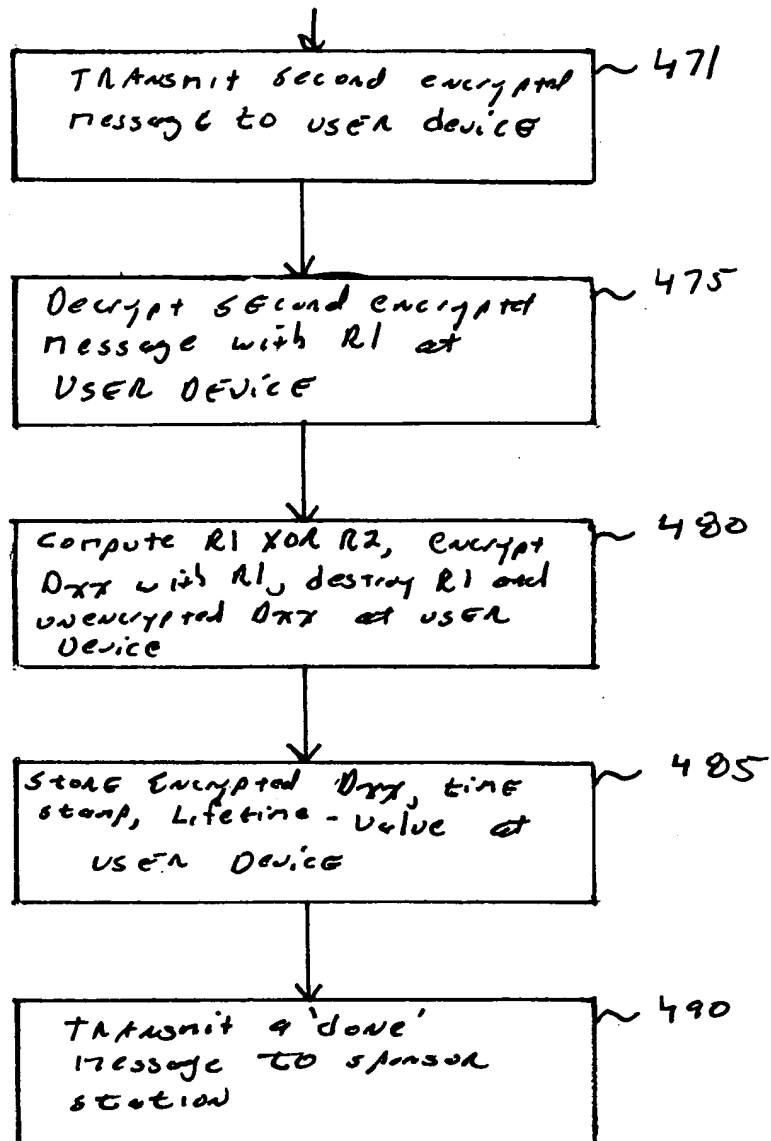 TRAnsmit second encrypted
message to USER device
471
Decrypt SEcond encrypted
message with R1 at
USER DEVICE
475
compute R1 XOR R2, encrypt
Dxx with R1, destroy R1 and
unencrypted Dxx at USER
Device
480
StoRE Encrypted Dxx, timE
stamp, Lifetime-value at
USER DEVICE
485
TRANSmit a 'done'
Message TO sponsor
station
490